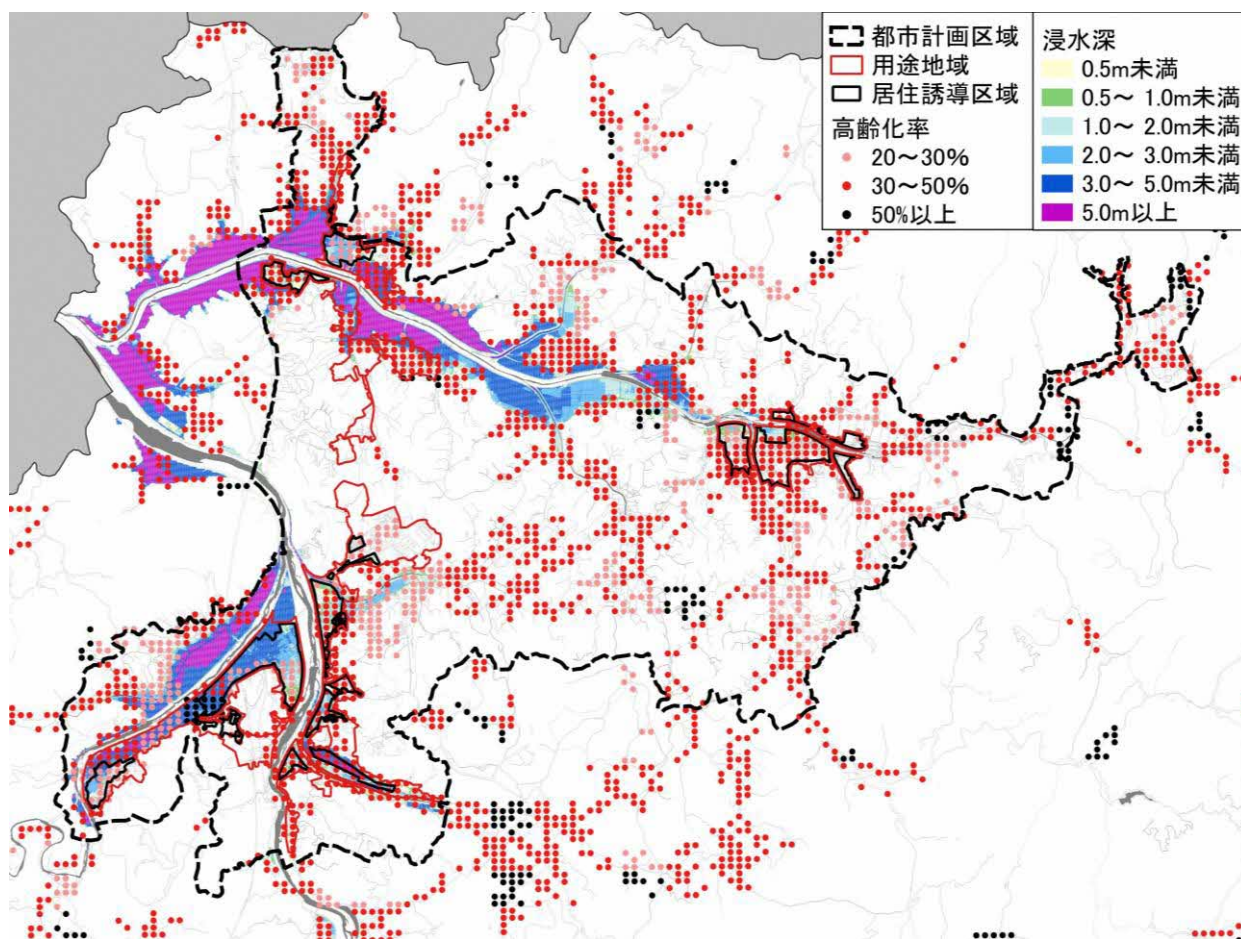 都市計画区域
用途地域
居住誘導区域
高齢化率
20～30%
30～50%
50%以上
浸水深
0.5m未満
0.5～ 1.0m未満
1.0～ 2.0m未満
2.0～ 3.0m未満
3.0～ 5.0m未満
5.0m以上